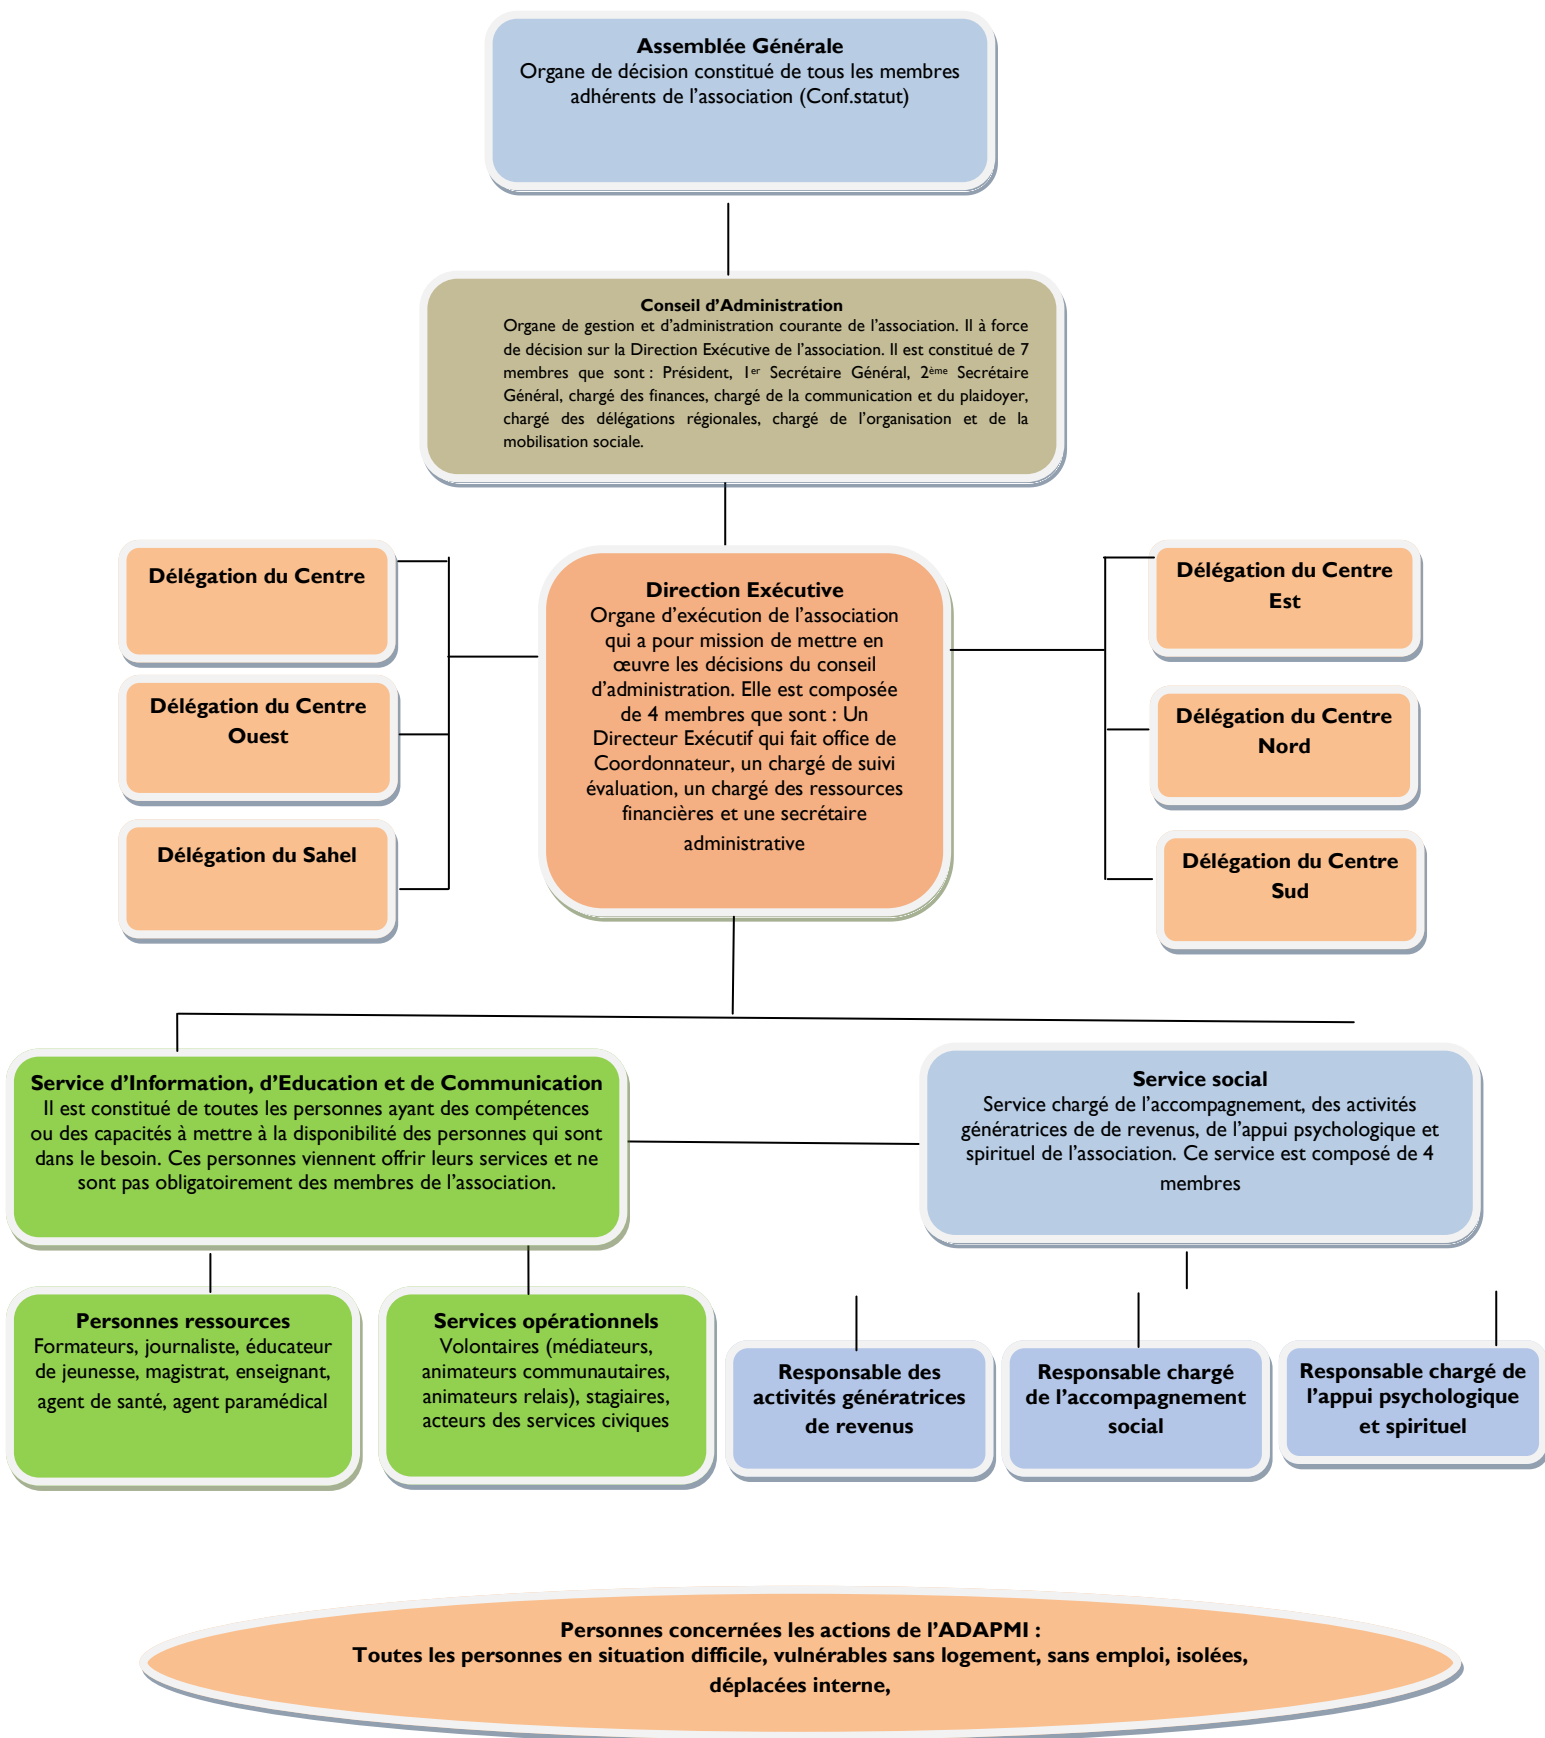 Assemblée Générale
Organe de décision constitué de tous les membres
adhérents de l’association (Conf.statut)
Conseil d’Administration
Organe de gestion et d’administration courante de l’association. Il à force
de décision sur la Direction Exécutive de l’association. Il est constitué de 7
membres que sont : Président, 1er Secrétaire Général, 2ème Secrétaire
Général, chargé des finances, chargé de la communication et du plaidoyer,
chargé des délégations régionales, chargé de l’organisation et de la
mobilisation sociale.
Délégation du Centre
Délégation du Centre
Ouest
Délégation du Sahel
Direction Exécutive
Organe d’exécution de l’association
qui a pour mission de mettre en
œuvre les décisions du conseil
d’administration. Elle est composée
de 4 membres que sont : Un
Directeur Exécutif qui fait office de
Coordonnateur, un chargé de suivi
évaluation, un chargé des ressources
financières et une secrétaire
administrative
Délégation du Centre
Est
Délégation du Centre
Nord
Délégation du Centre
Sud
Service d’Information, d’Education et de Communication
Il est constitué de toutes les personnes ayant des compétences
ou des capacités à mettre à la disponibilité des personnes qui sont
dans le besoin. Ces personnes viennent offrir leurs services et ne
sont pas obligatoirement des membres de l’association.
Service social
Service chargé de l’accompagnement, des activités
génératrices de de revenus, de l’appui psychologique et
spirituel de l’association. Ce service est composé de 4
membres
Personnes ressources
Formateurs, journaliste, éducateur
de jeunesse, magistrat, enseignant,
agent de santé, agent paramédical
Services opérationnels
Volontaires (médiateurs,
animateurs communautaires,
animateurs relais), stagiaires,
acteurs des services civiques
Responsable des
activités génératrices
de revenus
Responsable chargé
de l’accompagnement
social
Responsable chargé de
l’appui psychologique
et spirituel
Personnes concernées les actions de l’ADAPMI :
Toutes les personnes en situation difficile, vulnérables sans logement, sans emploi, isolées,
déplacées interne,